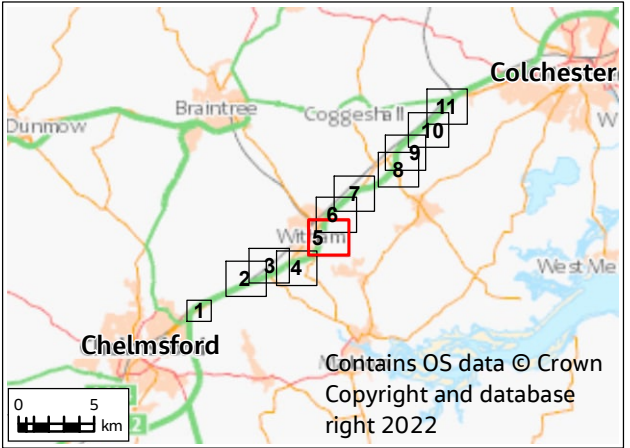 Colchester
Braintree
Coggeshall
11
Dunmow
10
9
8
7
6
Witham
5
3
4
2
West Me
1
Chelmsford
Contains OS data © Crown
Copyright and database
right 2022
0 5
km